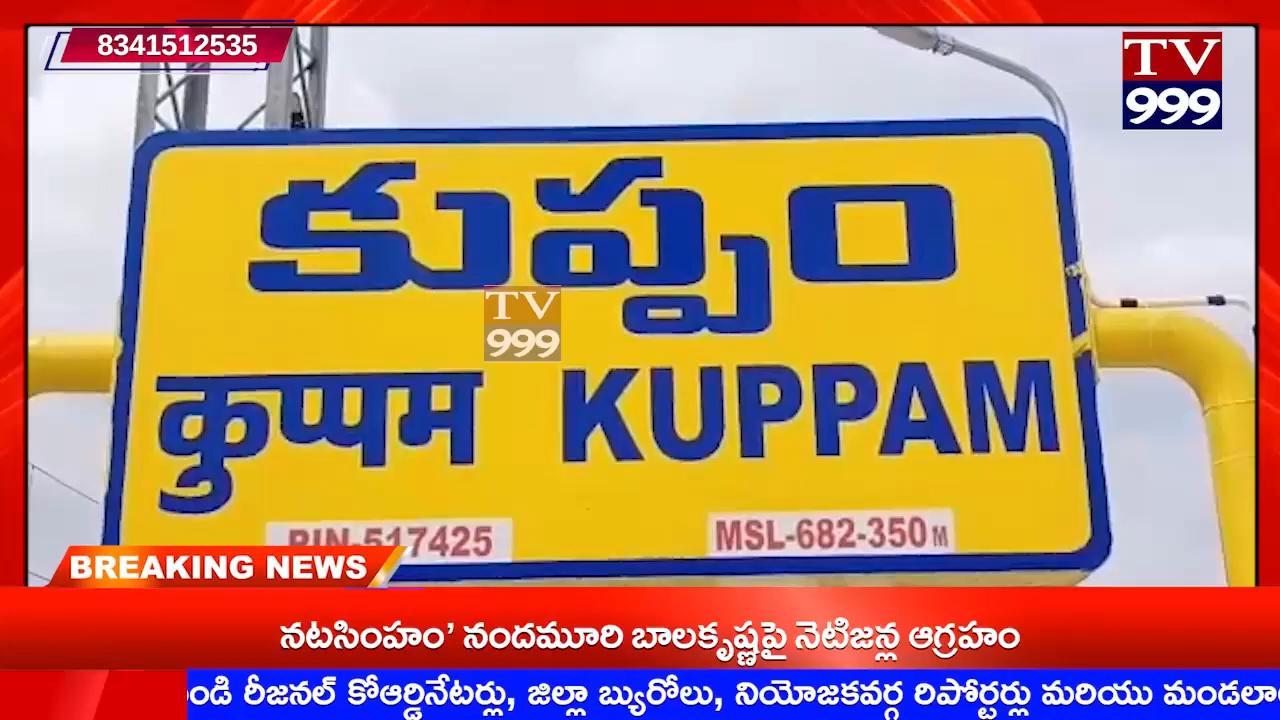 8341512535
TV
999
కుప్పం
TV
999
कुप्पम KUPPAM
PIN-517425 MSL-682-350 M
BREAKING NEWS
నటసింహం’ నందమూరి బాలకృష్ణపై నెటిజన్ల ఆగ్రహం
రీజనల్ కోఆర్డినేటర్లు, జిల్లా బ్యురోలు, నియోజకవర్గ రిపోర్టర్లు మరియు